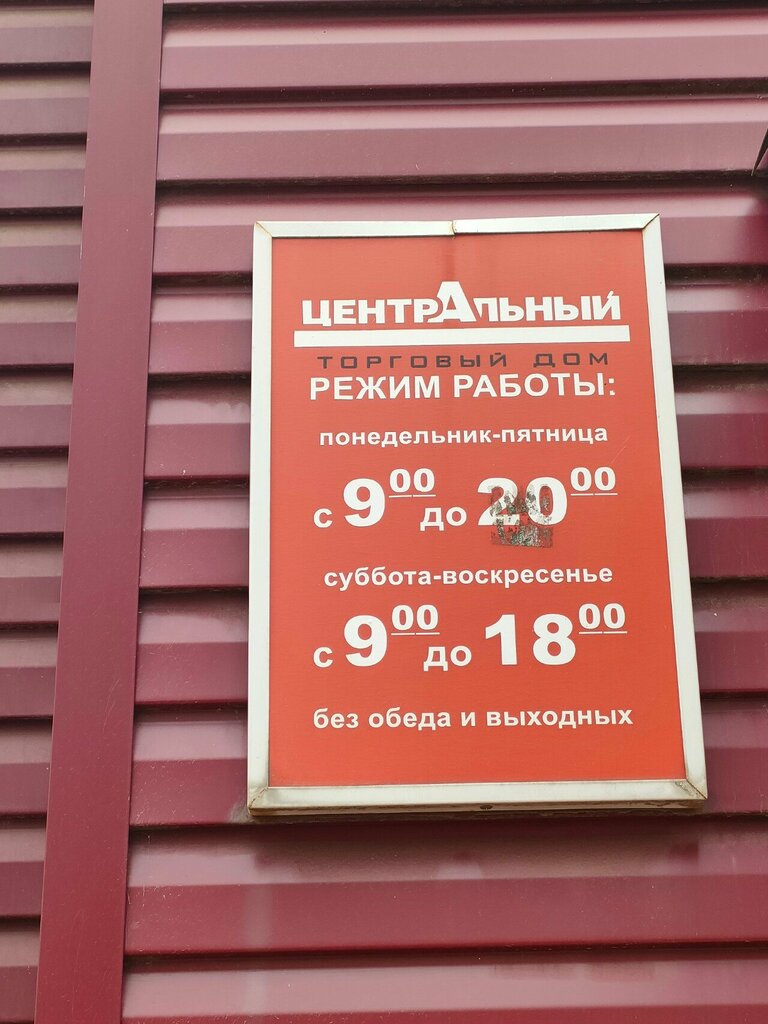 ЦЕНТРАЛЬНЫЙ
ТОРГОВЫЙ ДОМ
РЕЖИМ РАБОТЫ:
понедельник-пятница
с 9⁰⁰ до 20⁰⁰
суббота-воскресенье
с 9⁰⁰ до 18⁰⁰
без обеда и выходных